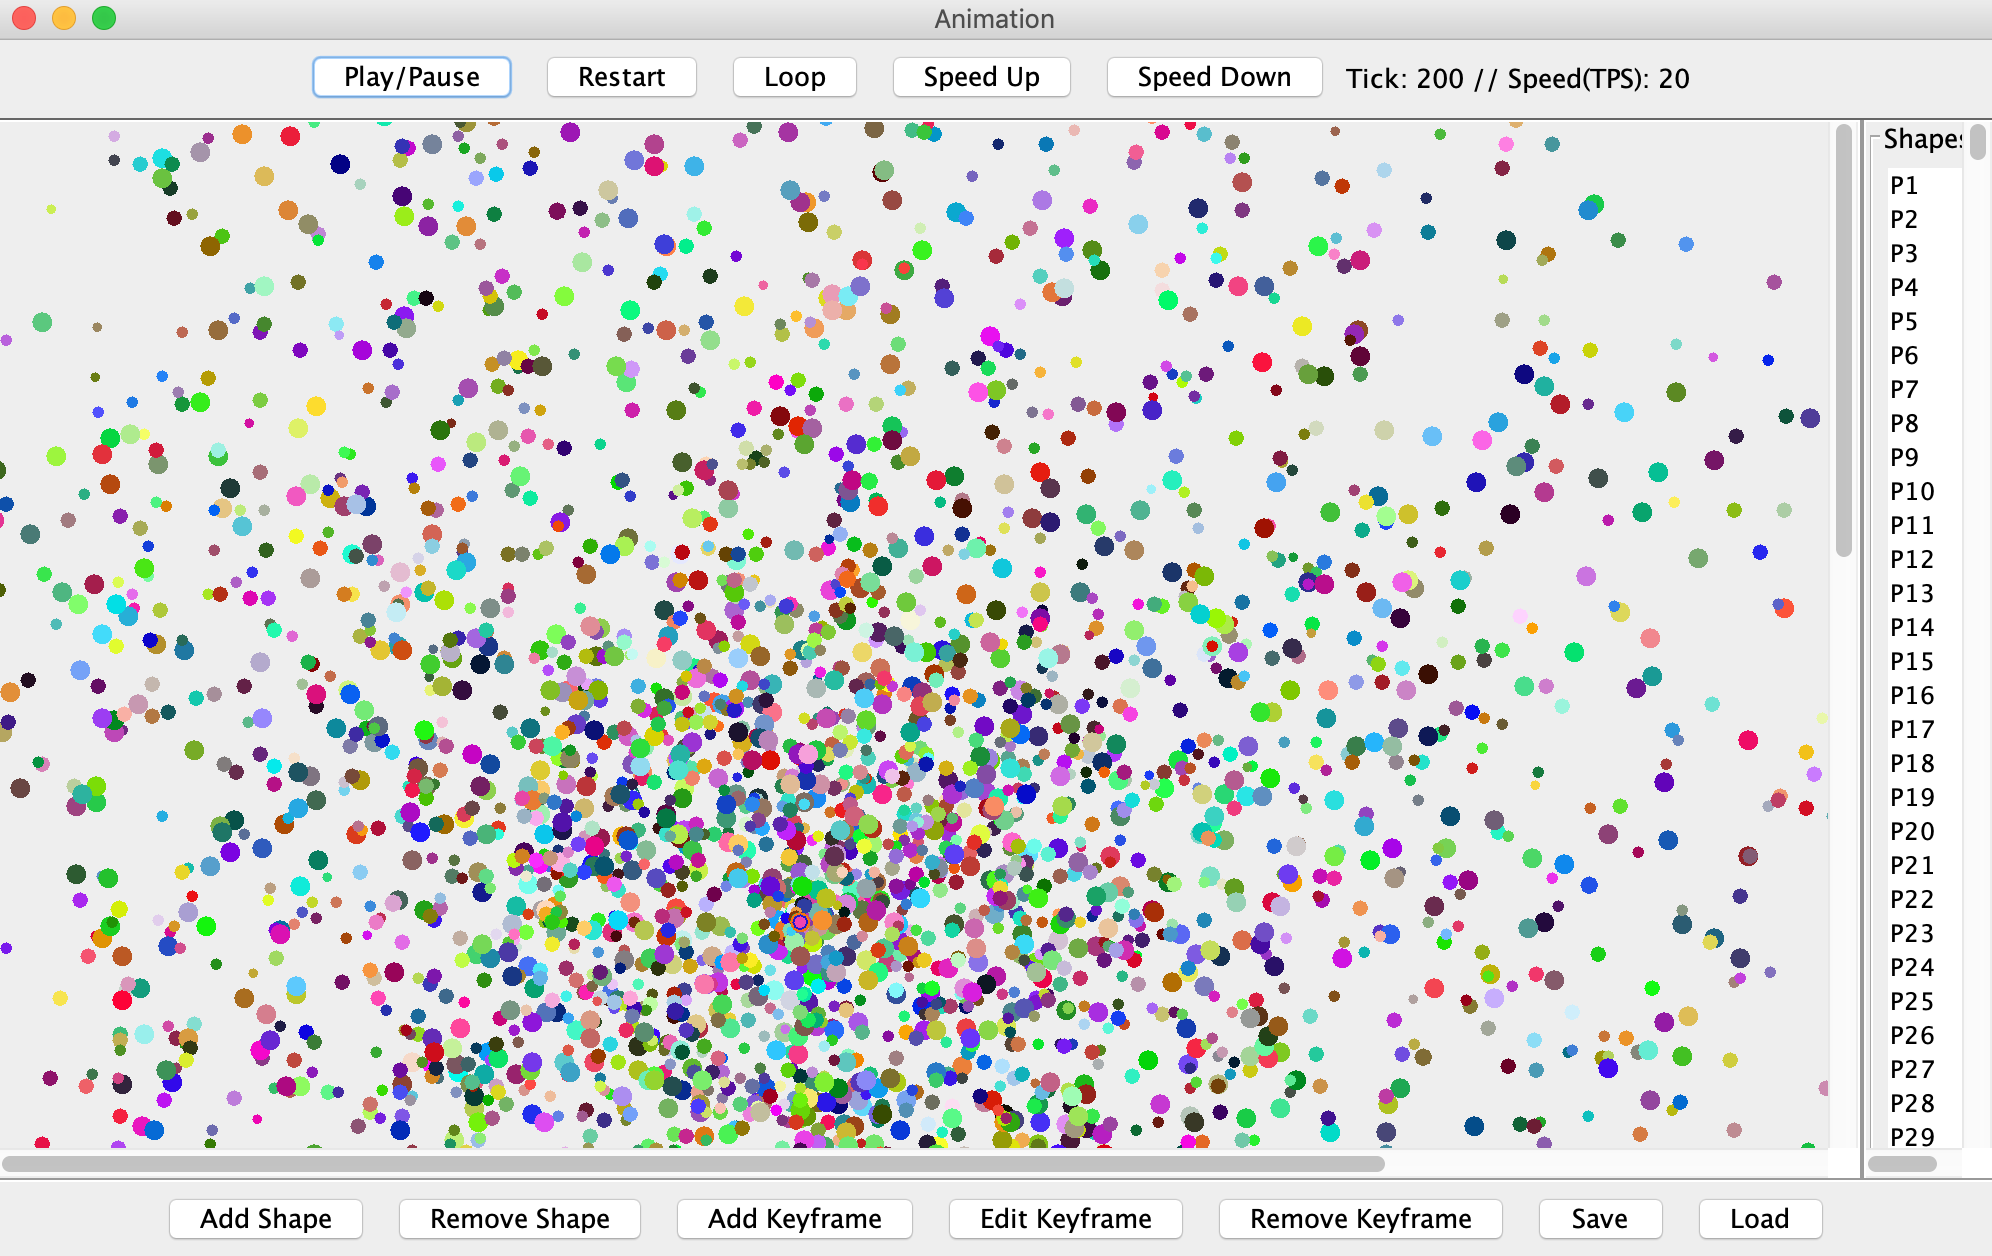 Animation
Play/Pause Restart Loop Speed Up Speed Down Tick: 200 // Speed(TPS): 20
Shapes
P1
P2
P3
P4
P5
P6
P7
P8
P9
P10
P11
P12
P13
P14
P15
P16
P17
P18
P19
P20
P21
P22
P23
P24
P25
P26
P27
P28
P29
Add Shape Remove Shape Add Keyframe Edit Keyframe Remove Keyframe Save Load